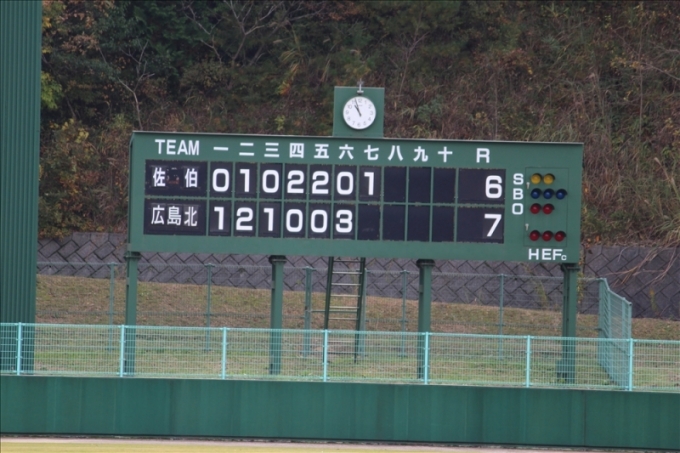 TEAM 一 二 三 四 五 六 七 八 九 十 R
佐 伯 0 1 0 2 2 0 1 6
広島北 1 2 1 0 0 3 7
S
B
O
H E Fc